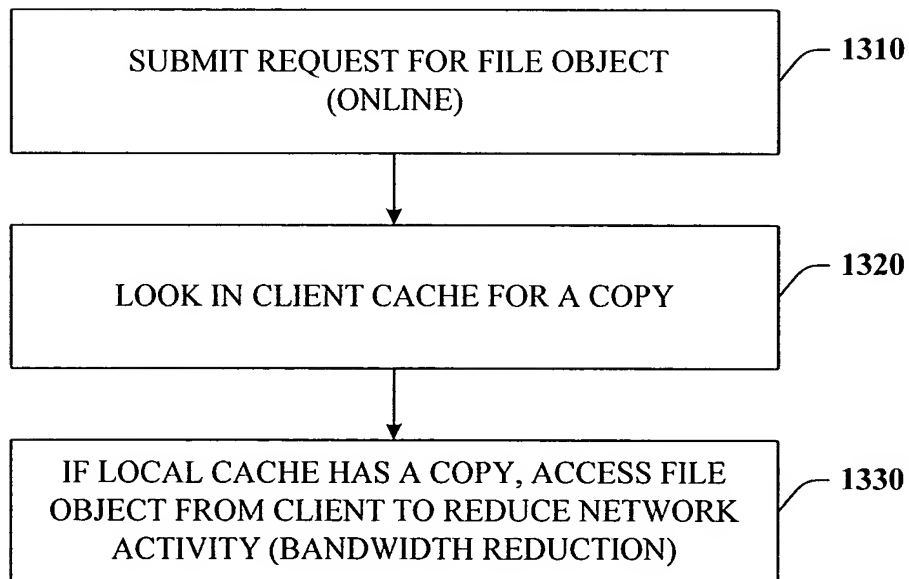 SUBMIT REQUEST FOR FILE OBJECT
(ONLINE)
1310
LOOK IN CLIENT CACHE FOR A COPY
1320
IF LOCAL CACHE HAS A COPY, ACCESS FILE
OBJECT FROM CLIENT TO REDUCE NETWORK
ACTIVITY (BANDWIDTH REDUCTION)
1330